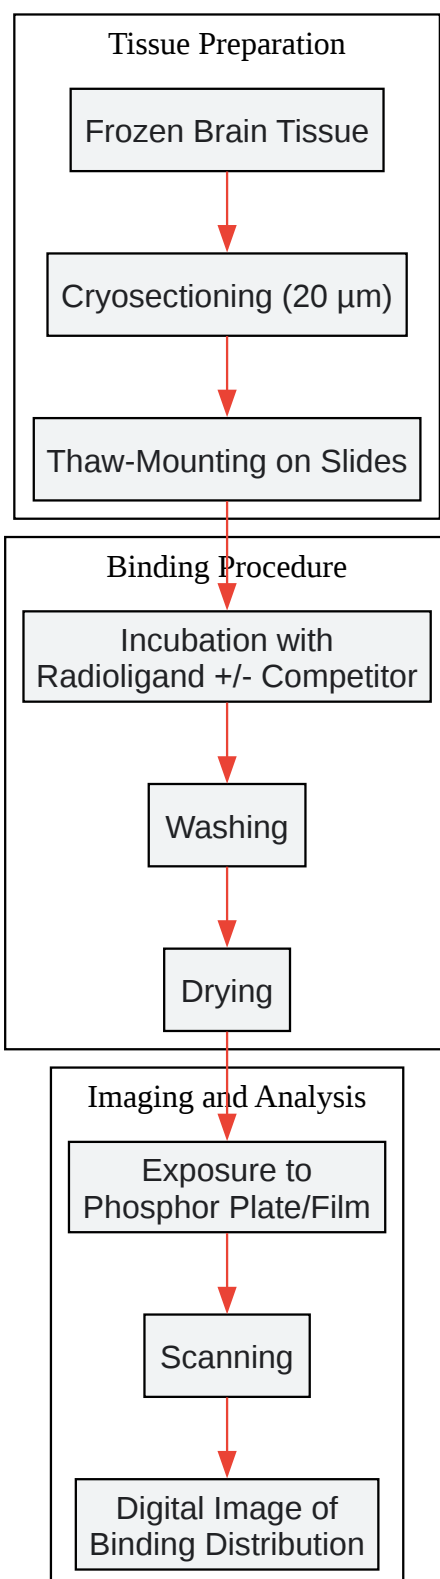 Tissue Preparation
Frozen Brain Tissue
Cryosectioning (20 µm)
Thaw-Mounting on Slides
Binding Procedure
Incubation with
Radioligand +/- Competitor
Washing
Drying
Imaging and Analysis
Exposure to
Phosphor Plate/Film
Scanning
Digital Image of
Binding Distribution